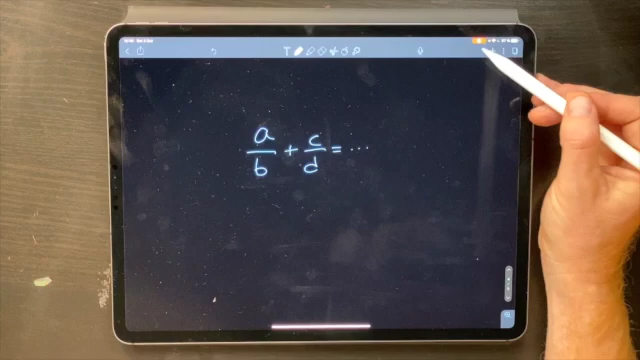 a/b + c/d = ...